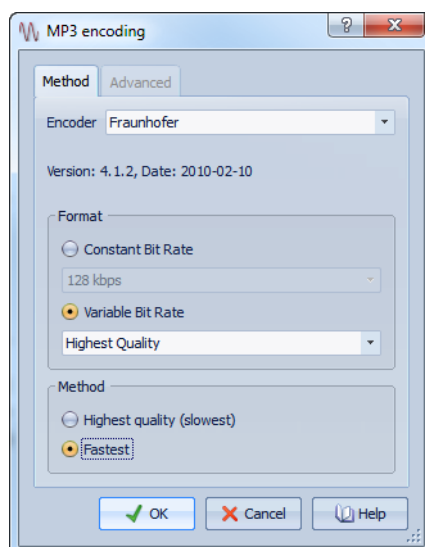 MP3 encoding
Method Advanced
Encoder Fraunhofer
Version: 4.1.2, Date: 2010-02-10
Format
Constant Bit Rate
128 kbps
Variable Bit Rate
Highest Quality
Method
Highest quality (slowest)
Fastest
OK Cancel Help